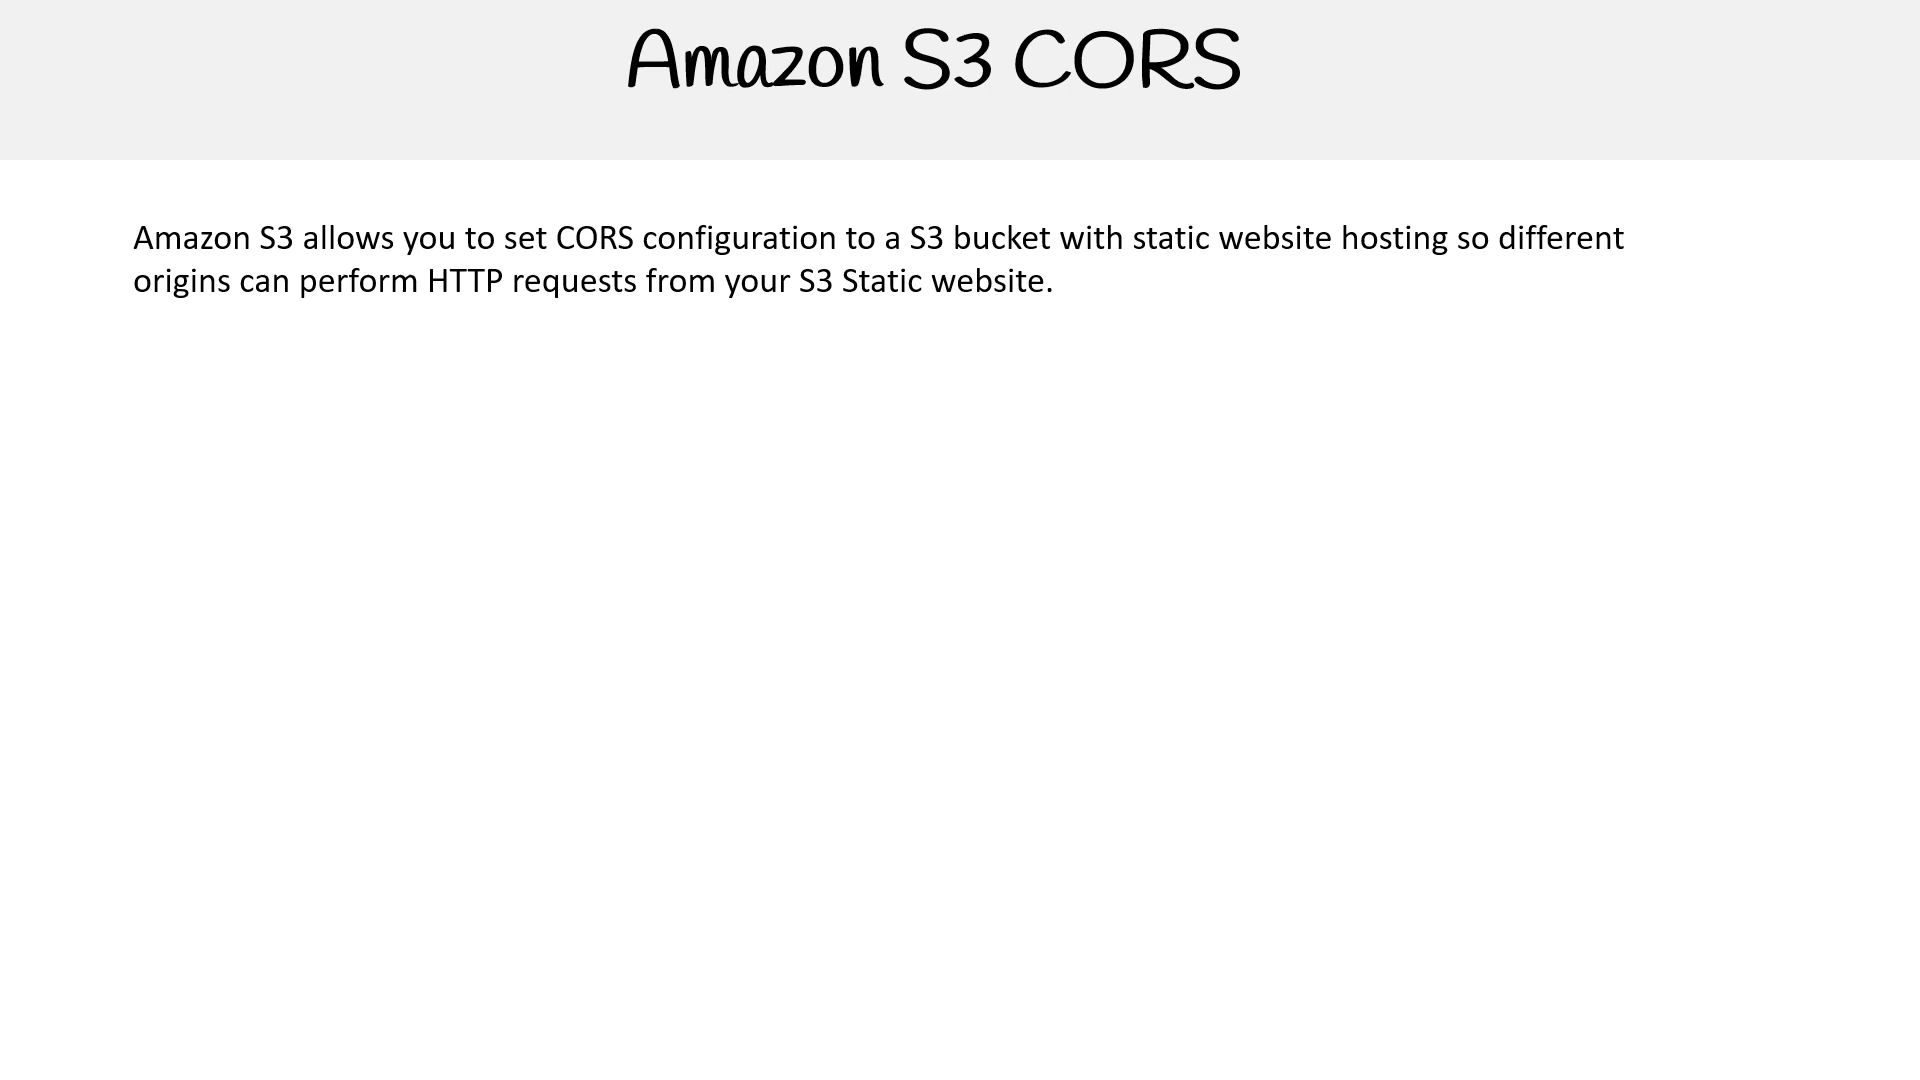 Amazon S3 CORS
Amazon S3 allows you to set CORS configuration to a S3 bucket with static website hosting so different
origins can perform HTTP requests from your S3 Static website.